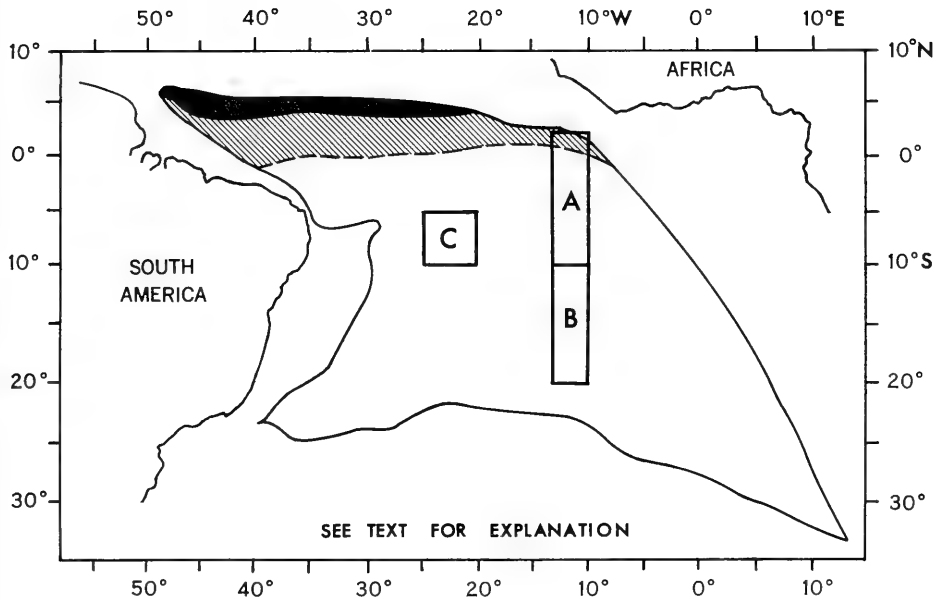 50° 40° 30° 20° 10°W 0° 10°E
10° 10°N
AFRICA
0° 0°
A
C
SOUTH
AMERICA
10° 10°S
B
20° 20°
30° 30°
SEE TEXT FOR EXPLANATION
50° 40° 30° 20° 10° 0° 10°